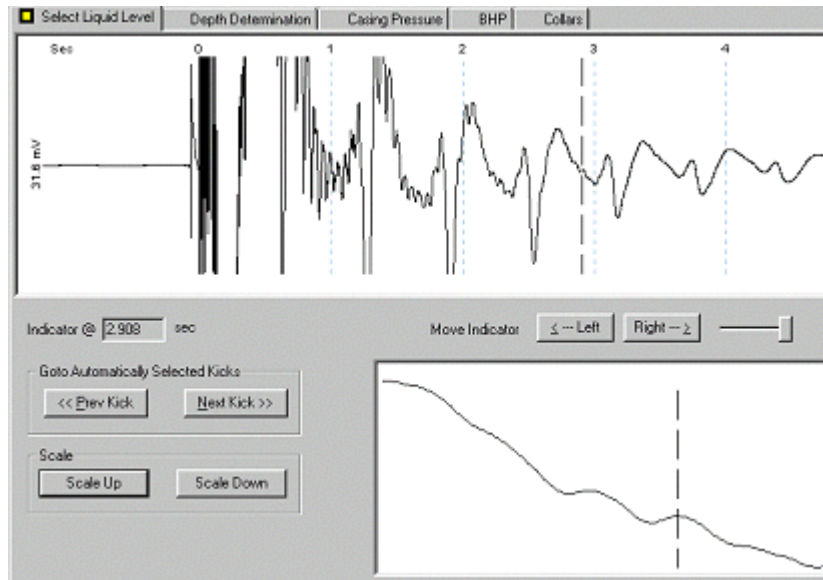 Select Liquid Level Depth Determination Casing Pressure BHP Collars
Sec 0 1 2 3 4
31.6 mV
Indicator @ 2.908 sec Move Indicator < --- Left Right --- >
Goto Automatically Selected Kicks
<< Prev Kick Next Kick >>
Scale
Scale Up Scale Down